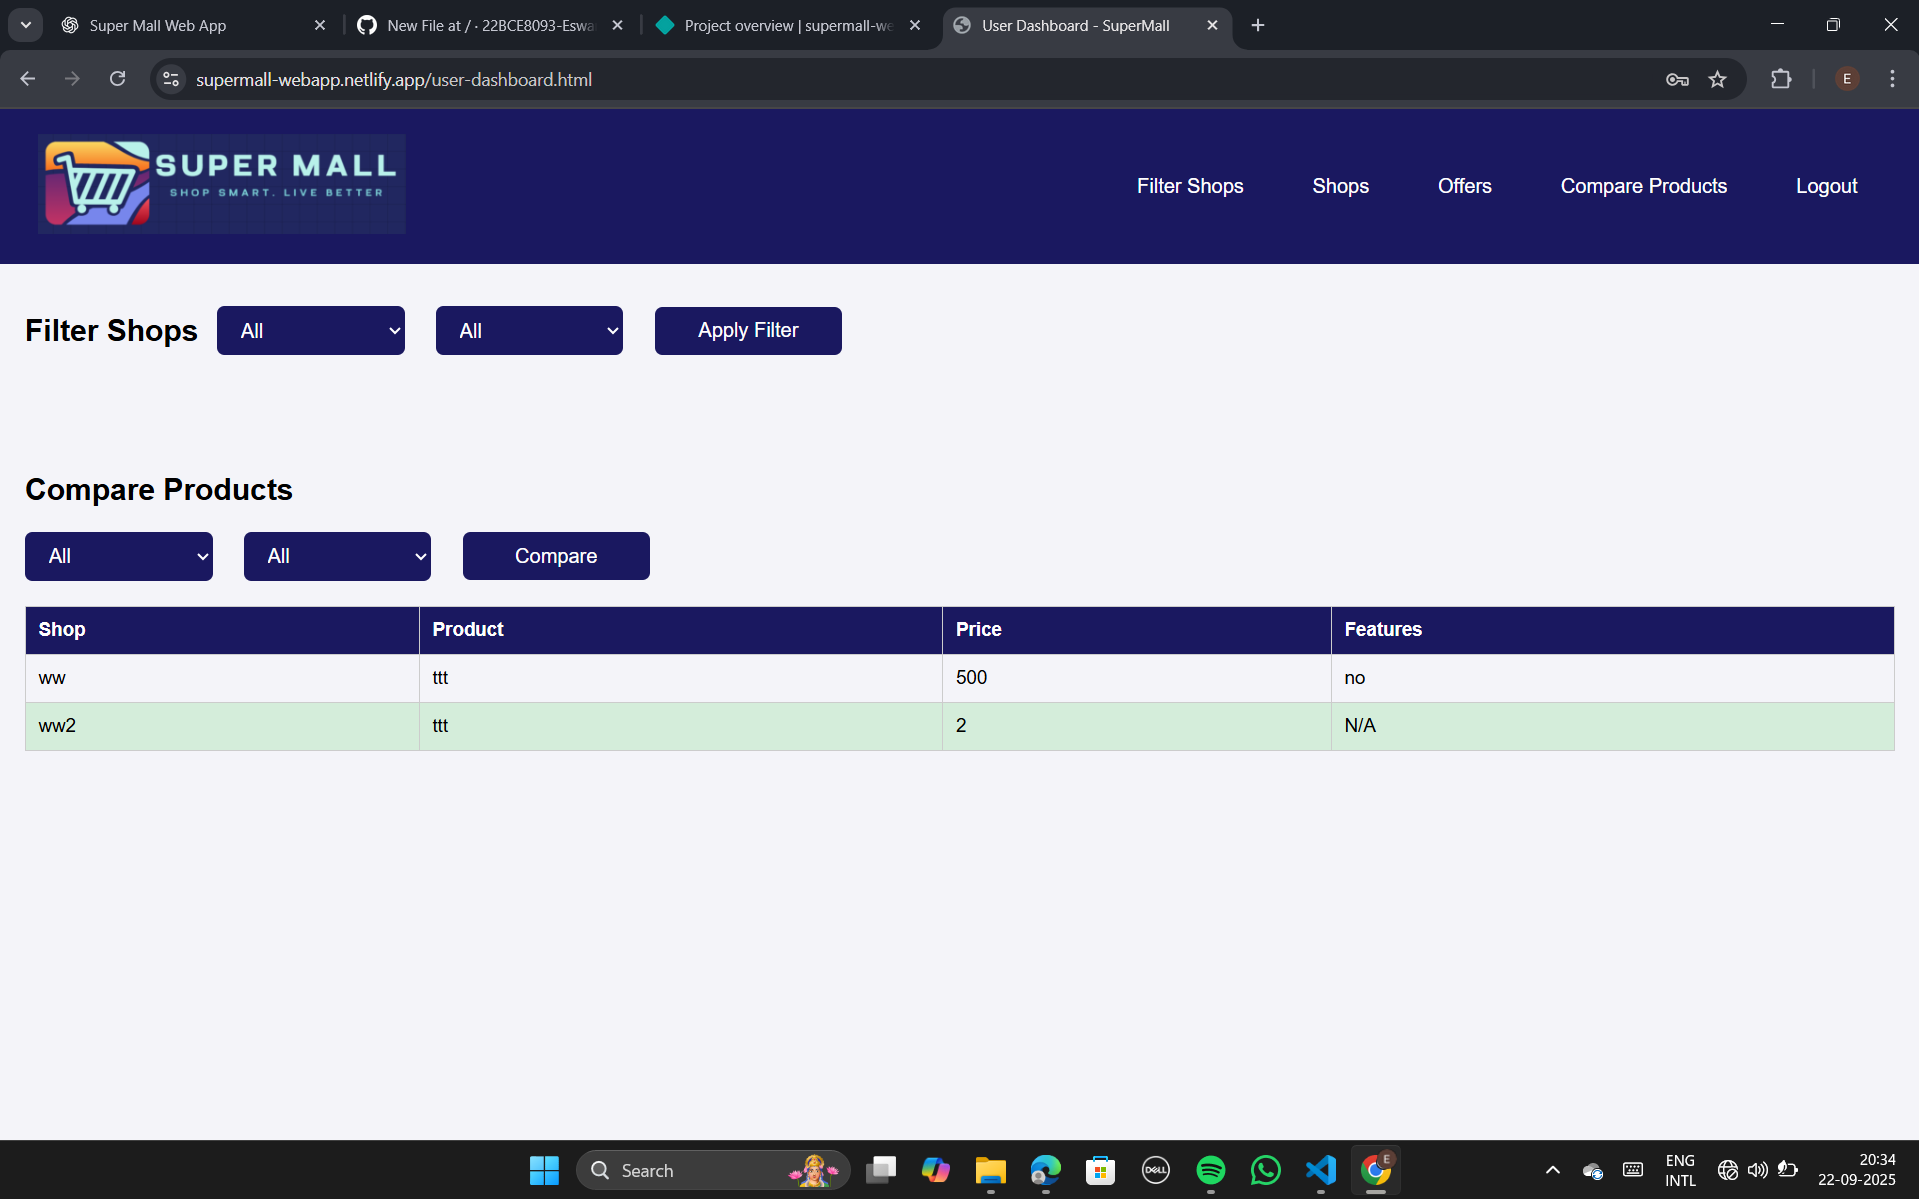 Super Mall Web App
New File at / · 22BCE8093-Eswa
Project overview | supermall-we
User Dashboard - SuperMall
supermall-webapp.netlify.app/user-dashboard.html
E
SUPER MALL
SHOP SMART. LIVE BETTER
Filter Shops
Shops
Offers
Compare Products
Logout
Filter Shops
All
All
Apply Filter
Compare Products
All
All
Compare
Shop Product Price Features
ww ttt 500 no
ww2 ttt 2 N/A
Search
DELL
E
ENG
INTL
20:34
22-09-2025